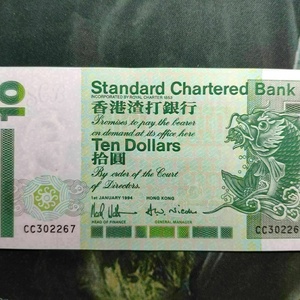 10
Standard Chartered Bank
INCORPORATED BY ROYAL CHARTER 1853
香港渣打銀行
Promises to pay the bearer
on demand at its office here
Ten Dollars
拾圓
By order of the Court
of Directors.
1st JANUARY 1994 HONG KONG
HEAD OF FINANCE GENERAL MANAGER
CC302267
CC30226